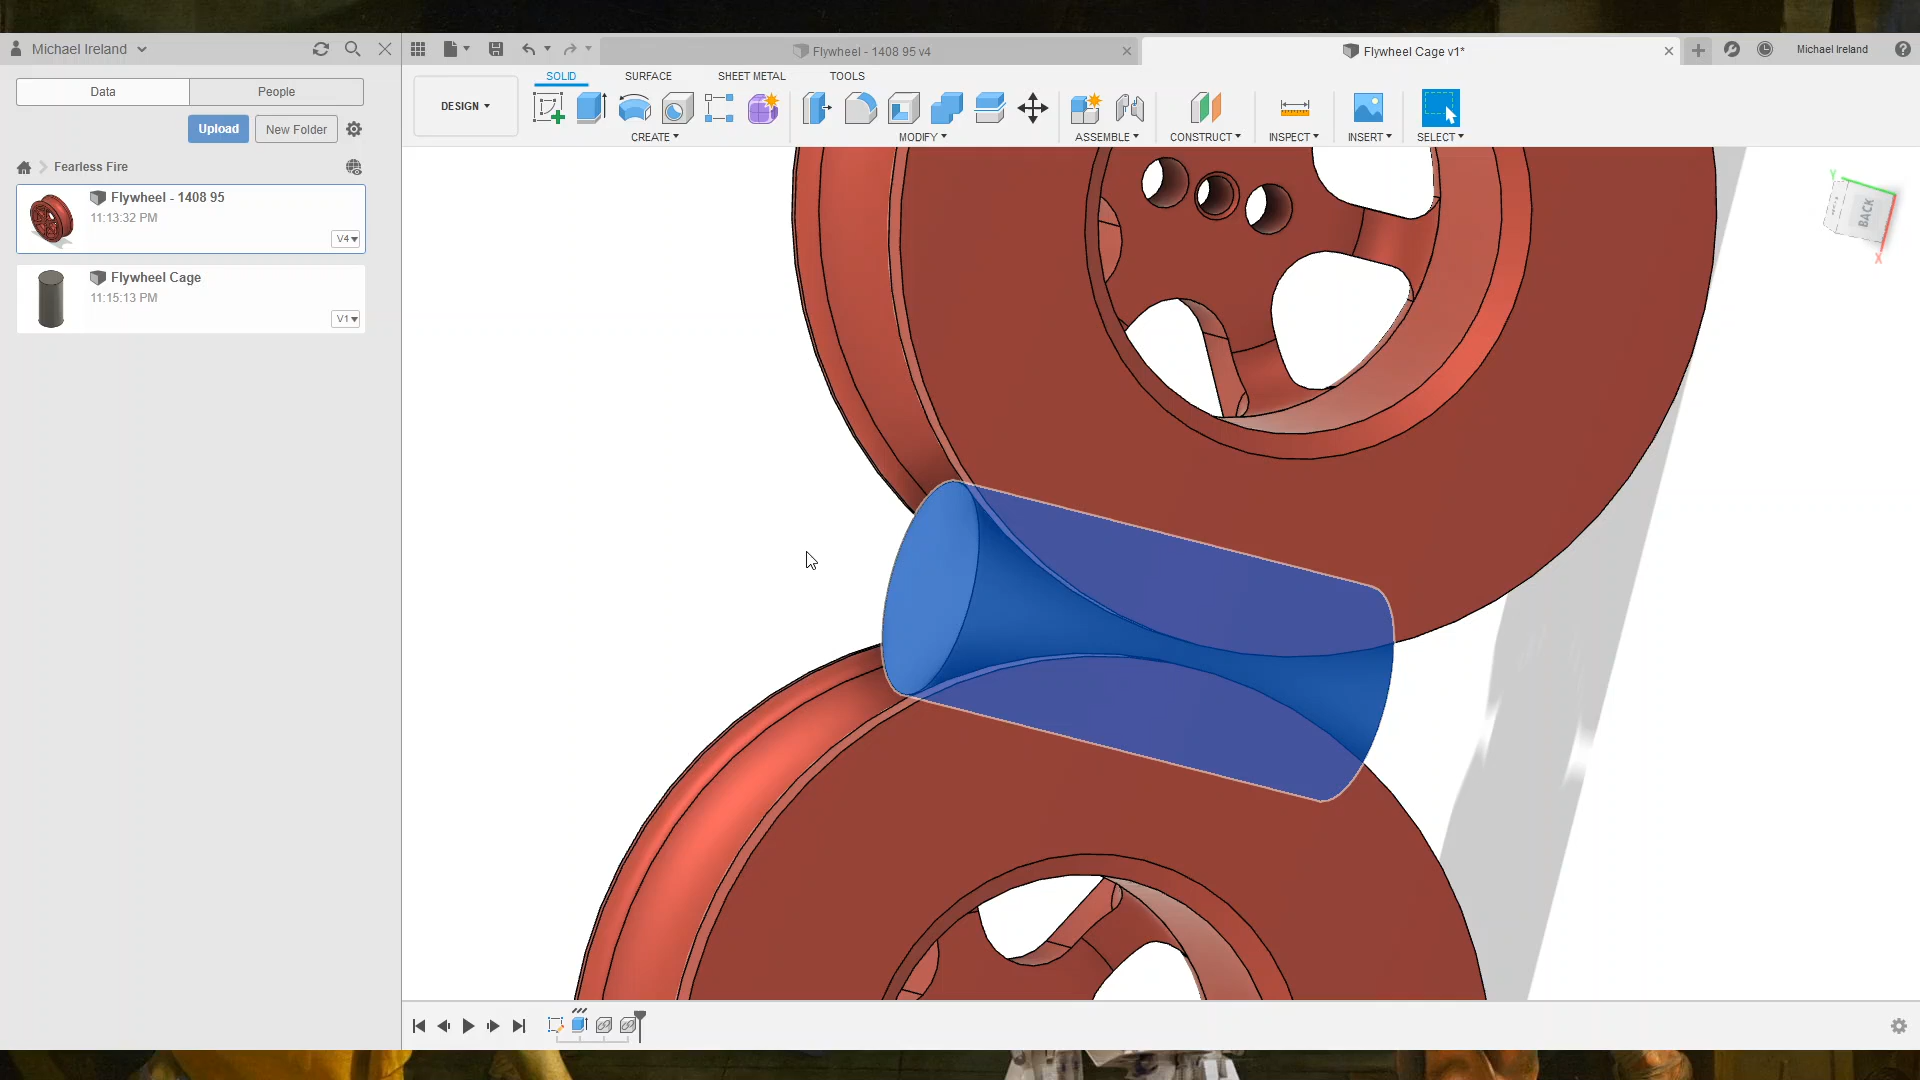 Michael Ireland
Flywheel - 1408 95 v4
Flywheel Cage v1*
Michael Ireland
Data
People
SOLID
SURFACE
SHEET METAL
TOOLS
DESIGN
Upload
New Folder
CREATE
MODIFY
ASSEMBLE
CONSTRUCT
INSPECT
INSERT
SELECT
Fearless Fire
Flywheel - 1408 95
11:13:32 PM
V4
Flywheel Cage
11:15:13 PM
V1
Y
BACK
X